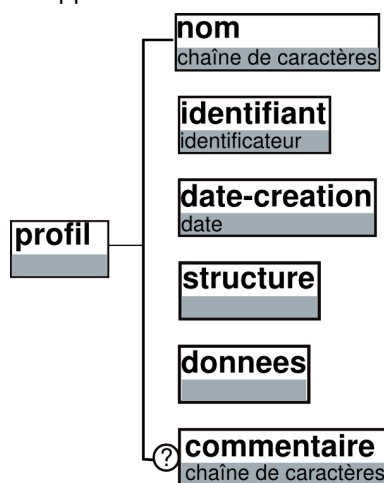 nom
chaîne de caractères
identifiant
identificateur
date-creation
date
profil
structure
donnees
?
commentaire
chaîne de caractères